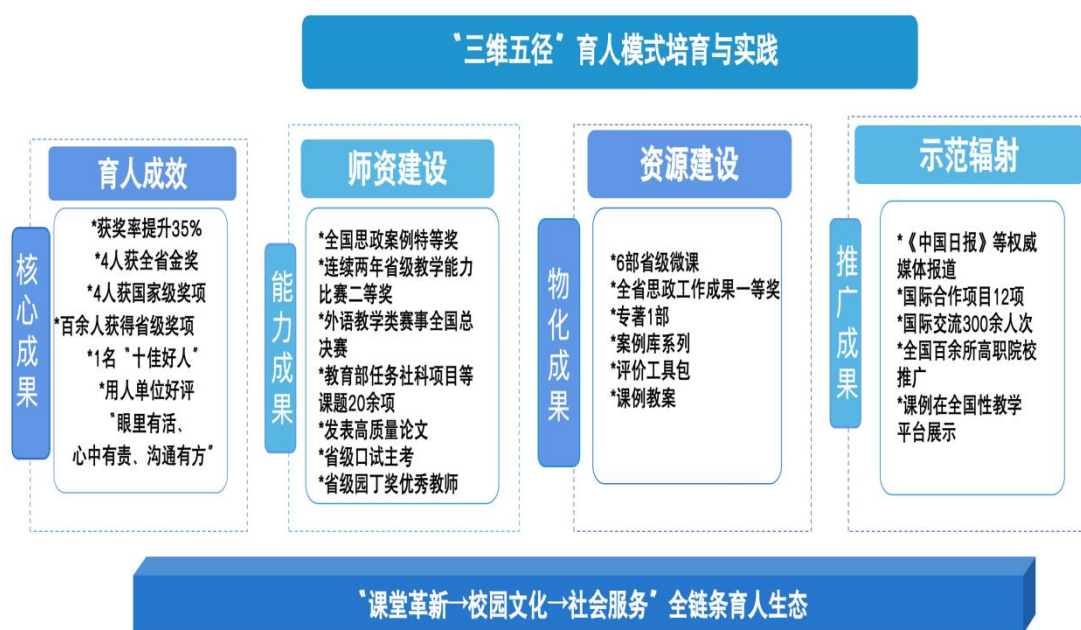 “三维五径”育人模式培育与实践
育人成效
核心成果
*获奖率提升35%
*4人获全省金奖
*4人获国家级奖项
*百余人获得省级奖项
*1名“十佳好人”
*用人单位好评
“眼里有活、
心中有责、沟通有方”
师资建设
能力成果
*全国思政案例特等奖
*连续两年省级教学能力
比赛二等奖
*外语教学类赛事全国总
决赛
*教育部任务社科项目等
课题20余项
*发表高质量论文
*省级口试主考
*省级园丁奖优秀教师
资源建设
物化成果
*6部省级微课
*全省思政工作成果一等奖
*专著1部
*案例库系列
*评价工具包
*课例教案
示范辐射
推广成果
*《中国日报》等权威
媒体报道
*国际合作项目12项
*国际交流300余人次
*全国百余所高职院校
推广
*课例在全国性教学
平台展示
“课堂革新→校园文化→社会服务”全链条育人生态